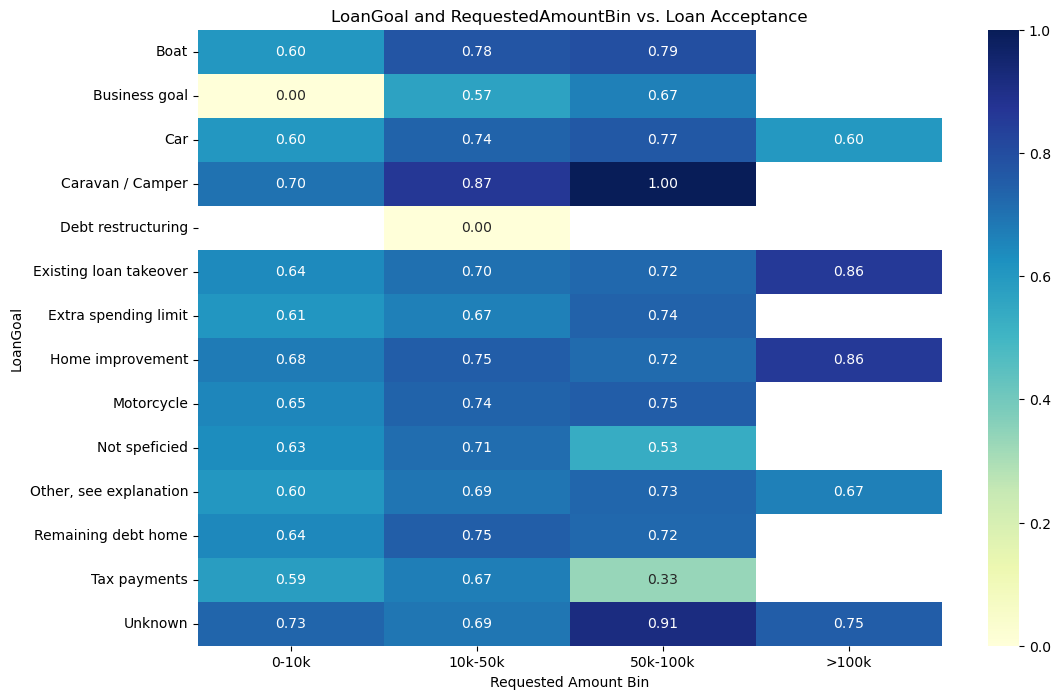 LoanGoal and RequestedAmountBin vs. Loan Acceptance
LoanGoal
Boat 0.60 0.78 0.79
Business goal 0.00 0.57 0.67
Car 0.60 0.74 0.77 0.60
Caravan / Camper 0.70 0.87 1.00
Debt restructuring 0.00
Existing loan takeover 0.64 0.70 0.72 0.86
Extra spending limit 0.61 0.67 0.74
Home improvement 0.68 0.75 0.72 0.86
Motorcycle 0.65 0.74 0.75
Not speficied 0.63 0.71 0.53
Other, see explanation 0.60 0.69 0.73 0.67
Remaining debt home 0.64 0.75 0.72
Tax payments 0.59 0.67 0.33
Unknown 0.73 0.69 0.91 0.75
0-10k 10k-50k 50k-100k >100k
Requested Amount Bin
1.0
0.8
0.6
0.4
0.2
0.0